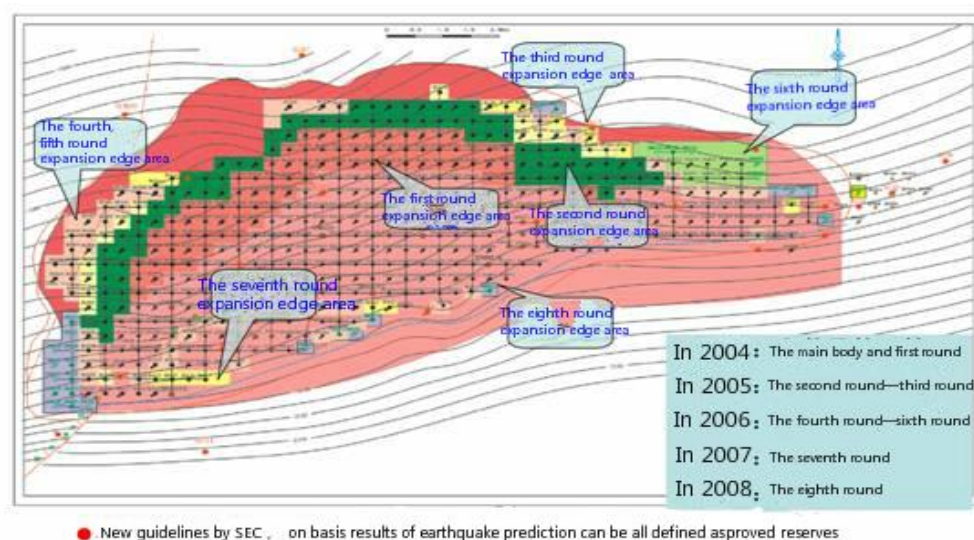 The third round
expansion edge area
The sixth round
expansion edge area
The fourth,
fifth round
expansion edge area
The first round
expansion edge area
The second round
expansion edge area
The seventh round
expansion edge area
The eighth round
expansion edge area
In 2004: The main body and first round
In 2005: The second round—third round
In 2006: The fourth round—sixth round
In 2007: The seventh round
In 2008: The eighth round
New guidelines by SEC, on basis results of earthquake prediction can be all defined asproved reserves